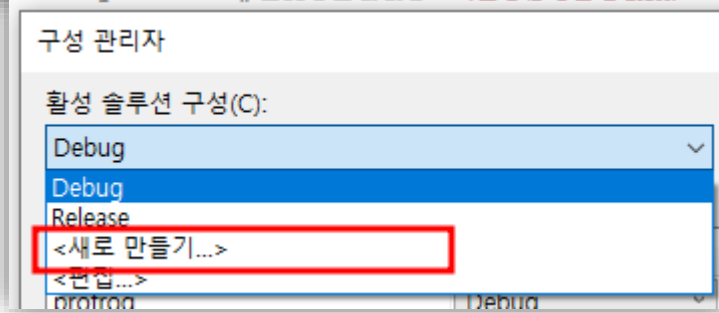 구성 관리자
활성 솔루션 구성(C):
Debug
Debug
Release
<새로 만들기...>
<편집...>
profrog Debug